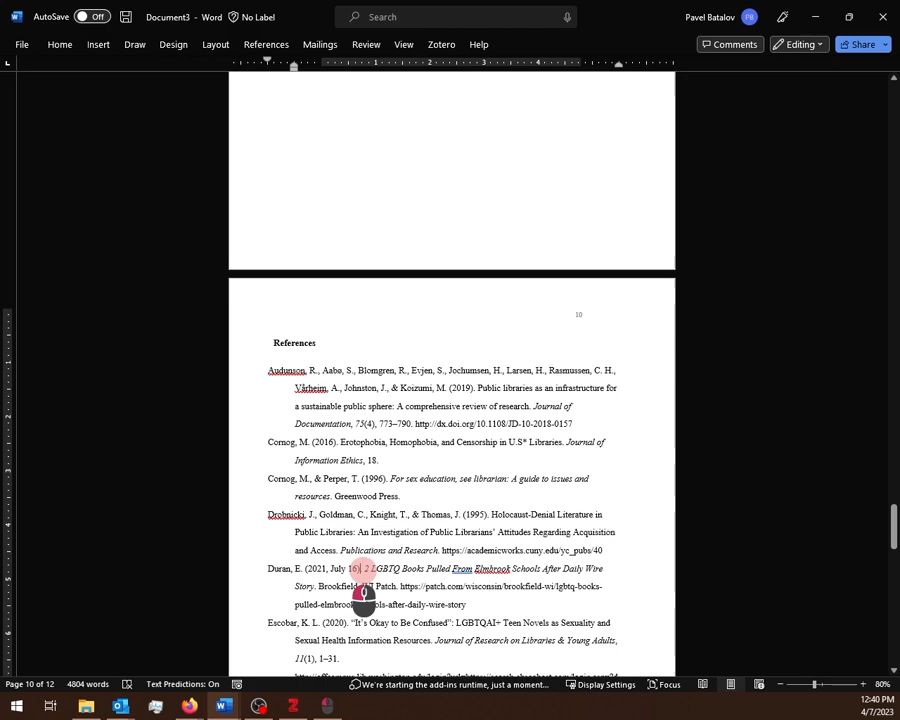 AutoSave Off Document3 - Word No Label Search Pavel Batalov PB
File Home Insert Draw Design Layout References Mailings Review View Zotero Help Comments Editing Share
L 1 2 3 4
10
References
Audunson, R., Aabø, S., Blomgren, R., Evjen, S., Jochumsen, H., Larsen, H., Rasmussen, C. H.,
Vårheim, A., Johnston, J., & Koizumi, M. (2019). Public libraries as an infrastructure for
a sustainable public sphere: A comprehensive review of research. Journal of
Documentation, 75(4), 773–790. http://dx.doi.org/10.1108/JD-10-2018-0157
Cornog, M. (2016). Erotophobia, Homophobia, and Censorship in U.S* Libraries. Journal of
Information Ethics, 18.
Cornog, M., & Perper, T. (1996). For sex education, see librarian: A guide to issues and
resources. Greenwood Press.
Drobnicki, J., Goldman, C., Knight, T., & Thomas, J. (1995). Holocaust-Denial Literature in
Public Libraries: An Investigation of Public Librarians' Attitudes Regarding Acquisition
and Access. Publications and Research. https://academicworks.cuny.edu/yc_pubs/40
Duran, E. (2021, July 16). 2 LGBTQ Books Pulled From Elmbrook Schools After Daily Wire
Story. Brookfield, Patch. https://patch.com/wisconsin/brookfield-wi/lgbtq-books-
pulled-elmbrook-schools-after-daily-wire-story
Escobar, K. L. (2020). “It’s Okay to Be Confused”: LGBTQAI+ Teen Novels as Sexuality and
Sexual Health Information Resources. Journal of Research on Libraries & Young Adults,
11(1), 1–31.
Page 10 of 12 4804 words Text Predictions: On We're starting the add-ins runtime, just a moment... Display Settings Focus 80%
12:40 PM
4/7/2023